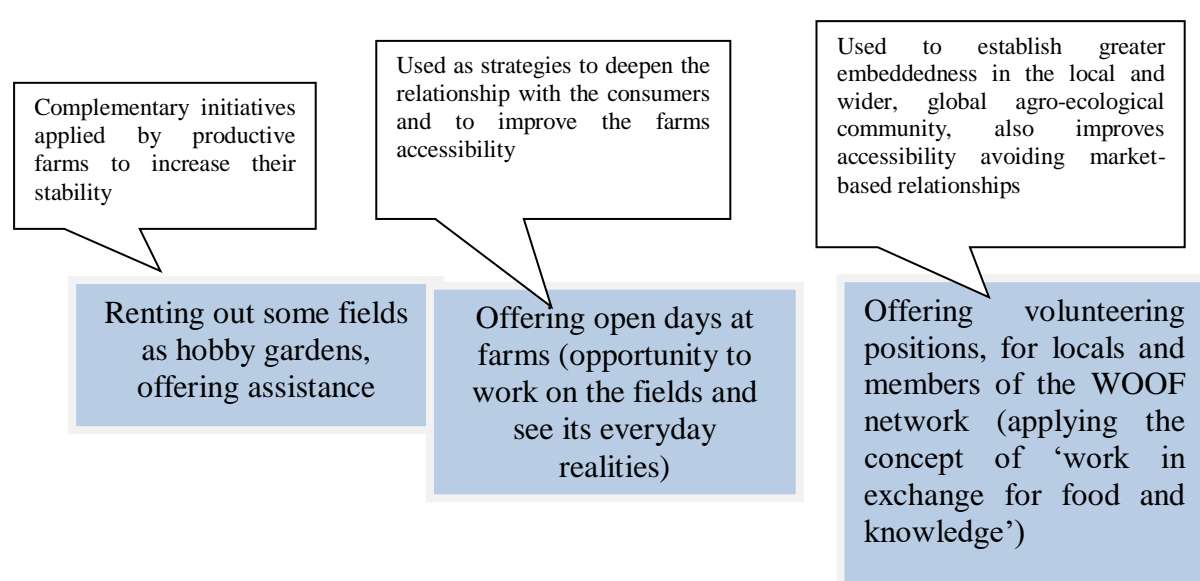 Complementary initiatives
applied by productive
farms to increase their
stability
Renting out some fields
as hobby gardens,
offering assistance
Used as strategies to deepen the
relationship with the consumers
and to improve the farms
accessibility
Offering open days at
farms (opportunity to
work on the fields and
see its everyday
realities)
Used to establish greater
embeddedness in the local and
wider, global agro-ecological
community, also improves
accessibility avoiding market-
based relationships
Offering volunteering
positions, for locals and
members of the WOOF
network (applying the
concept of ‘work in
exchange for food and
knowledge’)